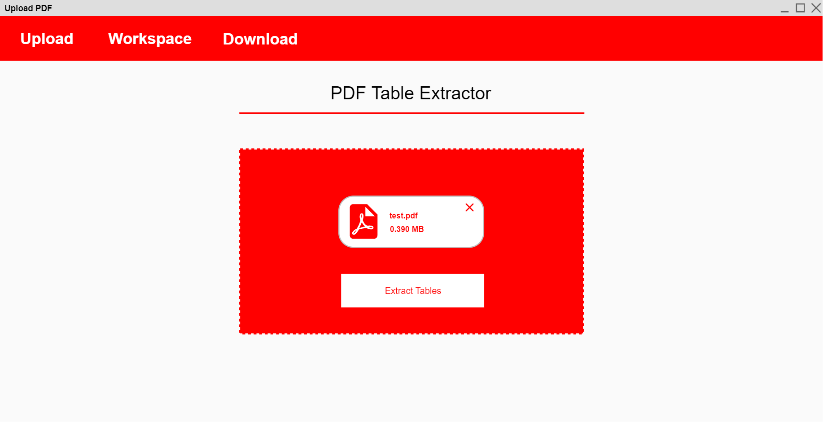 Upload PDF
Upload Workspace Download
PDF Table Extractor
test.pdf
0.390 MB
Extract Tables